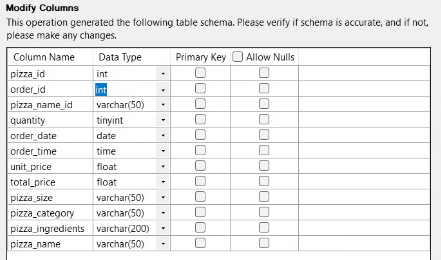 Modify Columns
This operation generated the following table schema. Please verify if schema is accurate, and if not,
please make any changes.
Column Name Data Type Primary Key Allow Nulls
pizza_id int
order_id int
pizza_name_id varchar(50)
quantity tinyint
order_date date
order_time time
unit_price float
total_price float
pizza_size varchar(50)
pizza_category varchar(50)
pizza_ingredients varchar(200)
pizza_name varchar(50)